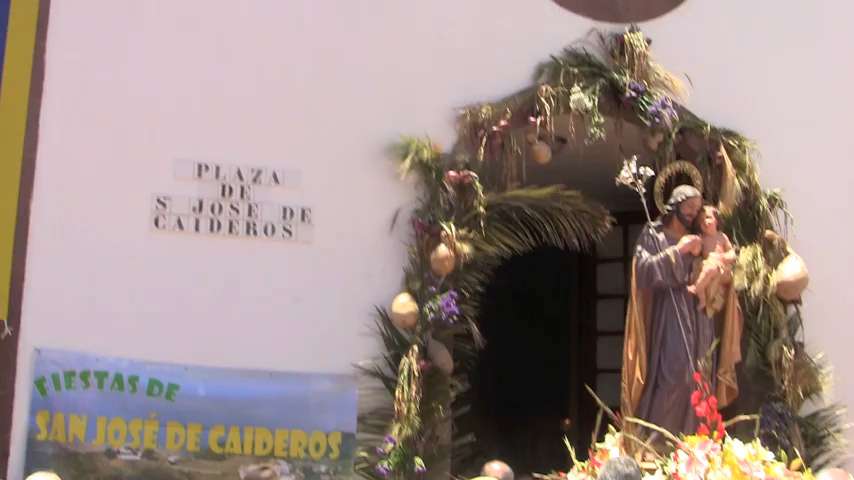 PLAZA
DE
S JOSE DE
CAIDEROS
FIESTAS DE
SAN JOSÉ DE CAIDEROS